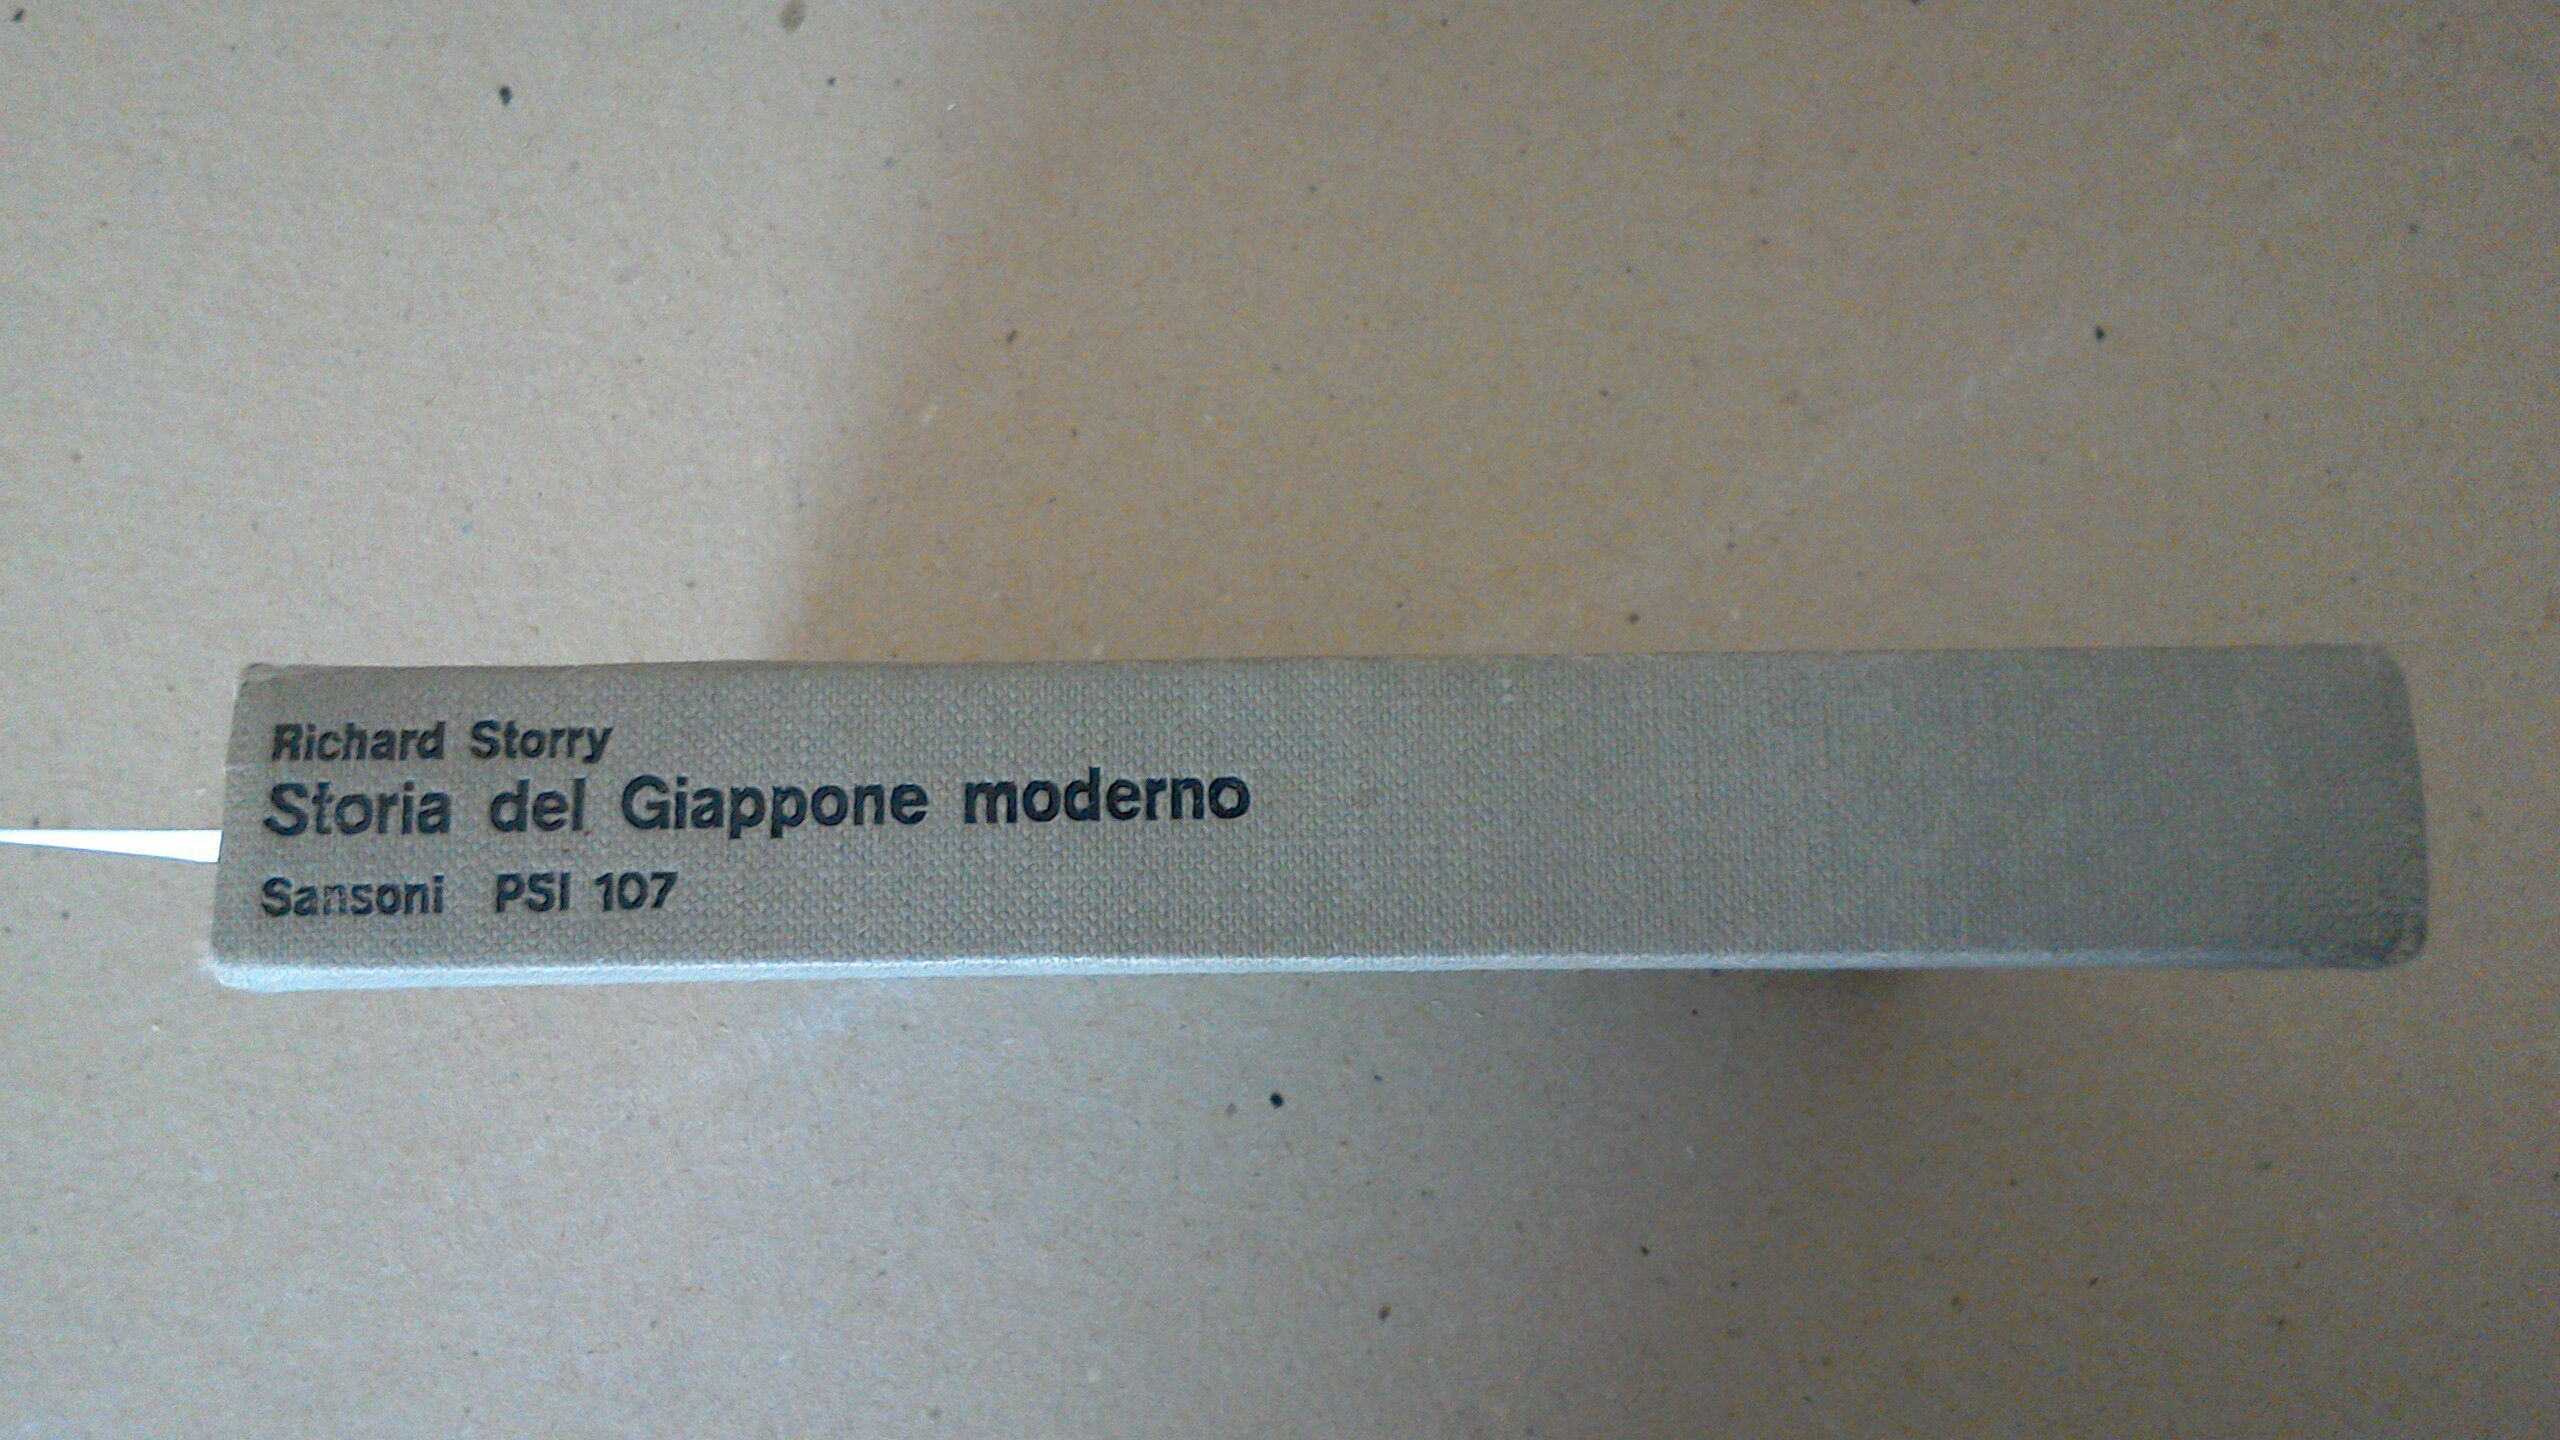 Richard Storry
Storia del Giappone moderno
Sansoni PSI 107